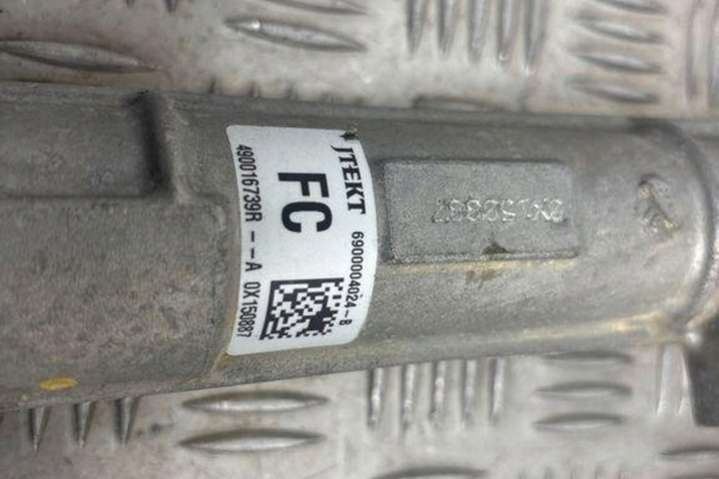 JTEKT
6900004024-B
FC
490016739R--A 0X150887